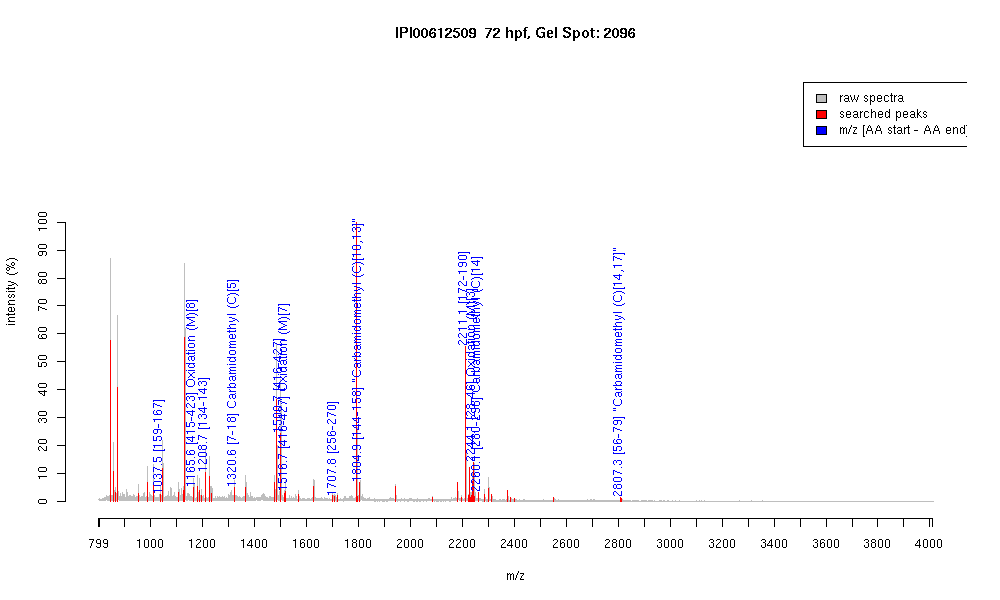 IPI00612509 72 hpf, Gel Spot: 2096
raw spectra
searched peaks
m/z [AA start - AA end]
intensity (%)
100
90
80
70
60
50
40
30
20
10
0
1037.5 [159-167]
1165.6 [415-423] Oxidation (M)[8]
1208.7 [134-143]
1320.6 [7-18] Carbamidomethyl (C)[5]
[416-427]
1516.7 [416-427] Oxidation (M)[7]
1707.8 [256-270]
1804.9 [144-158] "Carbamidomethyl (C)[10,13]"
2211.1 [172-190]
Oxidation
Carbamidomethyl (C)[14]
2807.3 [56-79] "Carbamidomethyl (C)[14,17]"
799 1000 1200 1400 1600 1800 2000 2200 2400 2600 2800 3000 3200 3400 3600 3800 4000
m/z